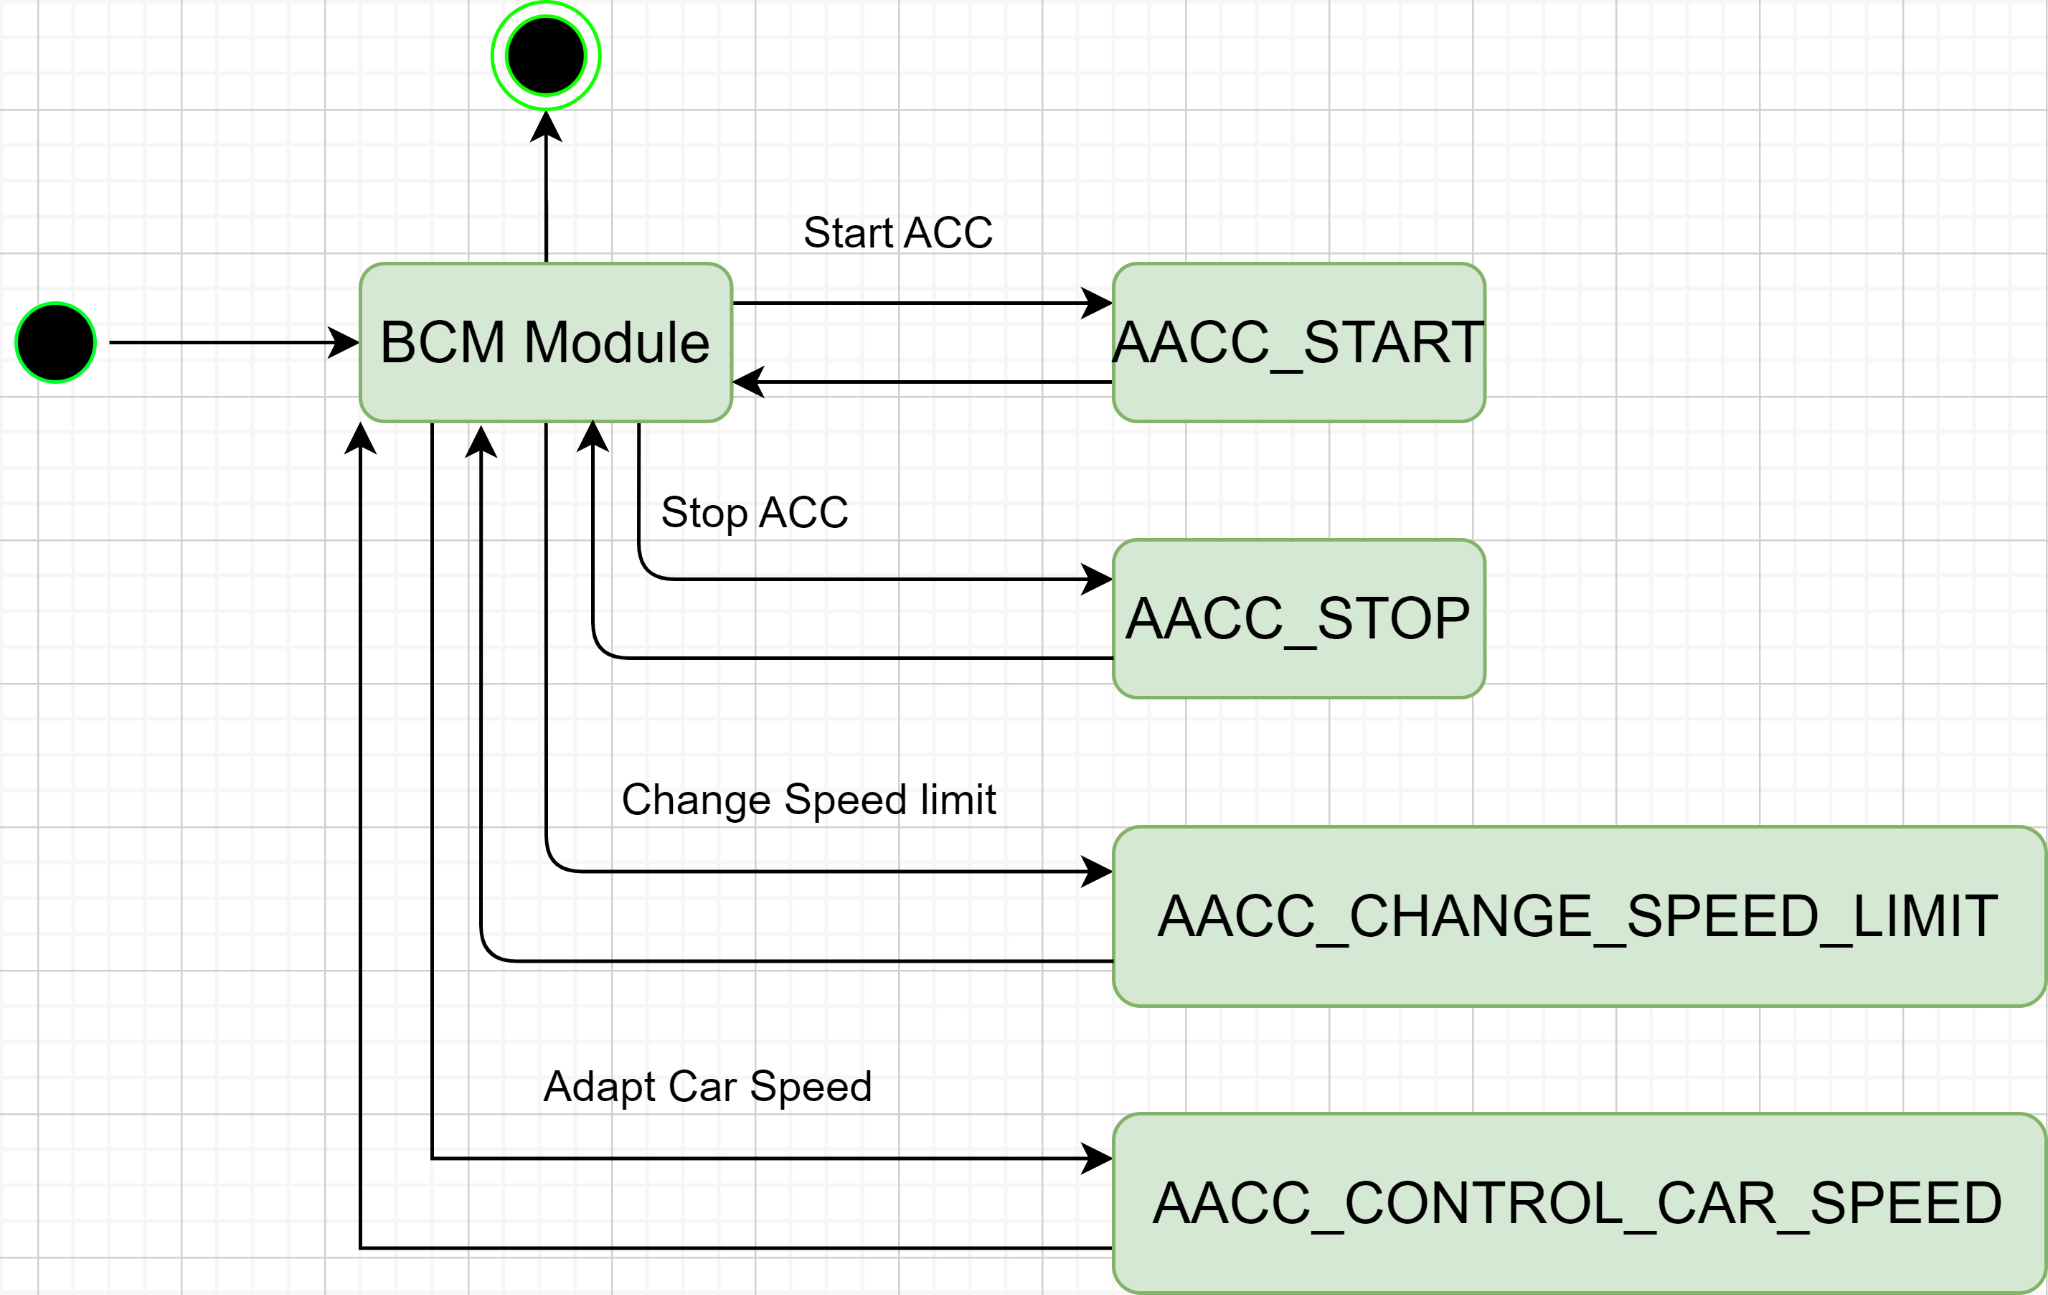 Start ACC
BCM Module
AACC_START
Stop ACC
AACC_STOP
Change Speed limit
AACC_CHANGE_SPEED_LIMIT
Adapt Car Speed
AACC_CONTROL_CAR_SPEED